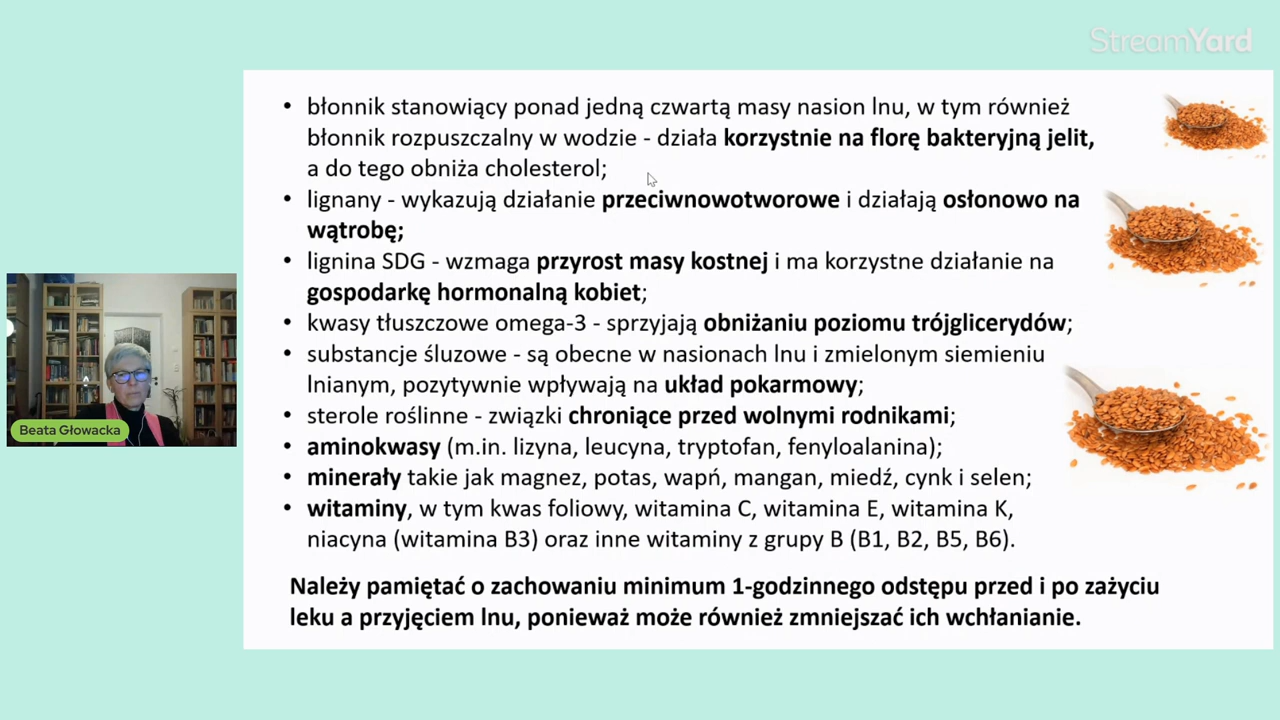 StreamYard
• błonnik stanowiący ponad jedną czwartą masy nasion lnu, w tym również
błonnik rozpuszczalny w wodzie - działa korzystnie na florę bakteryjną jelit,
a do tego obniża cholesterol;
• lignany - wykazują działanie przeciwnowotworowe i działają osłonowo na
wątrobę;
• lignina SDG - wzmaga przyrost masy kostnej i ma korzystne działanie na
gospodarkę hormonalną kobiet;
• kwasy tłuszczowe omega-3 - sprzyjają obniżaniu poziomu trójglicerydów;
• substancje śluzowe - są obecne w nasionach lnu i zmielonym siemieniu
lnianym, pozytywnie wpływają na układ pokarmowy;
• sterole roślinne - związki chroniące przed wolnymi rodnikami;
• aminokwasy (m.in. lizyna, leucyna, tryptofan, fenyloalanina);
• minerały takie jak magnez, potas, wapń, mangan, miedź, cynk i selen;
• witaminy, w tym kwas foliowy, witamina C, witamina E, witamina K,
niacyna (witamina B3) oraz inne witaminy z grupy B (B1, B2, B5, B6).
Należy pamiętać o zachowaniu minimum 1-godzinnego odstępu przed i po zażyciu
leku a przyjęciem lnu, ponieważ może również zmniejszać ich wchłanianie.
Beata Głowacka